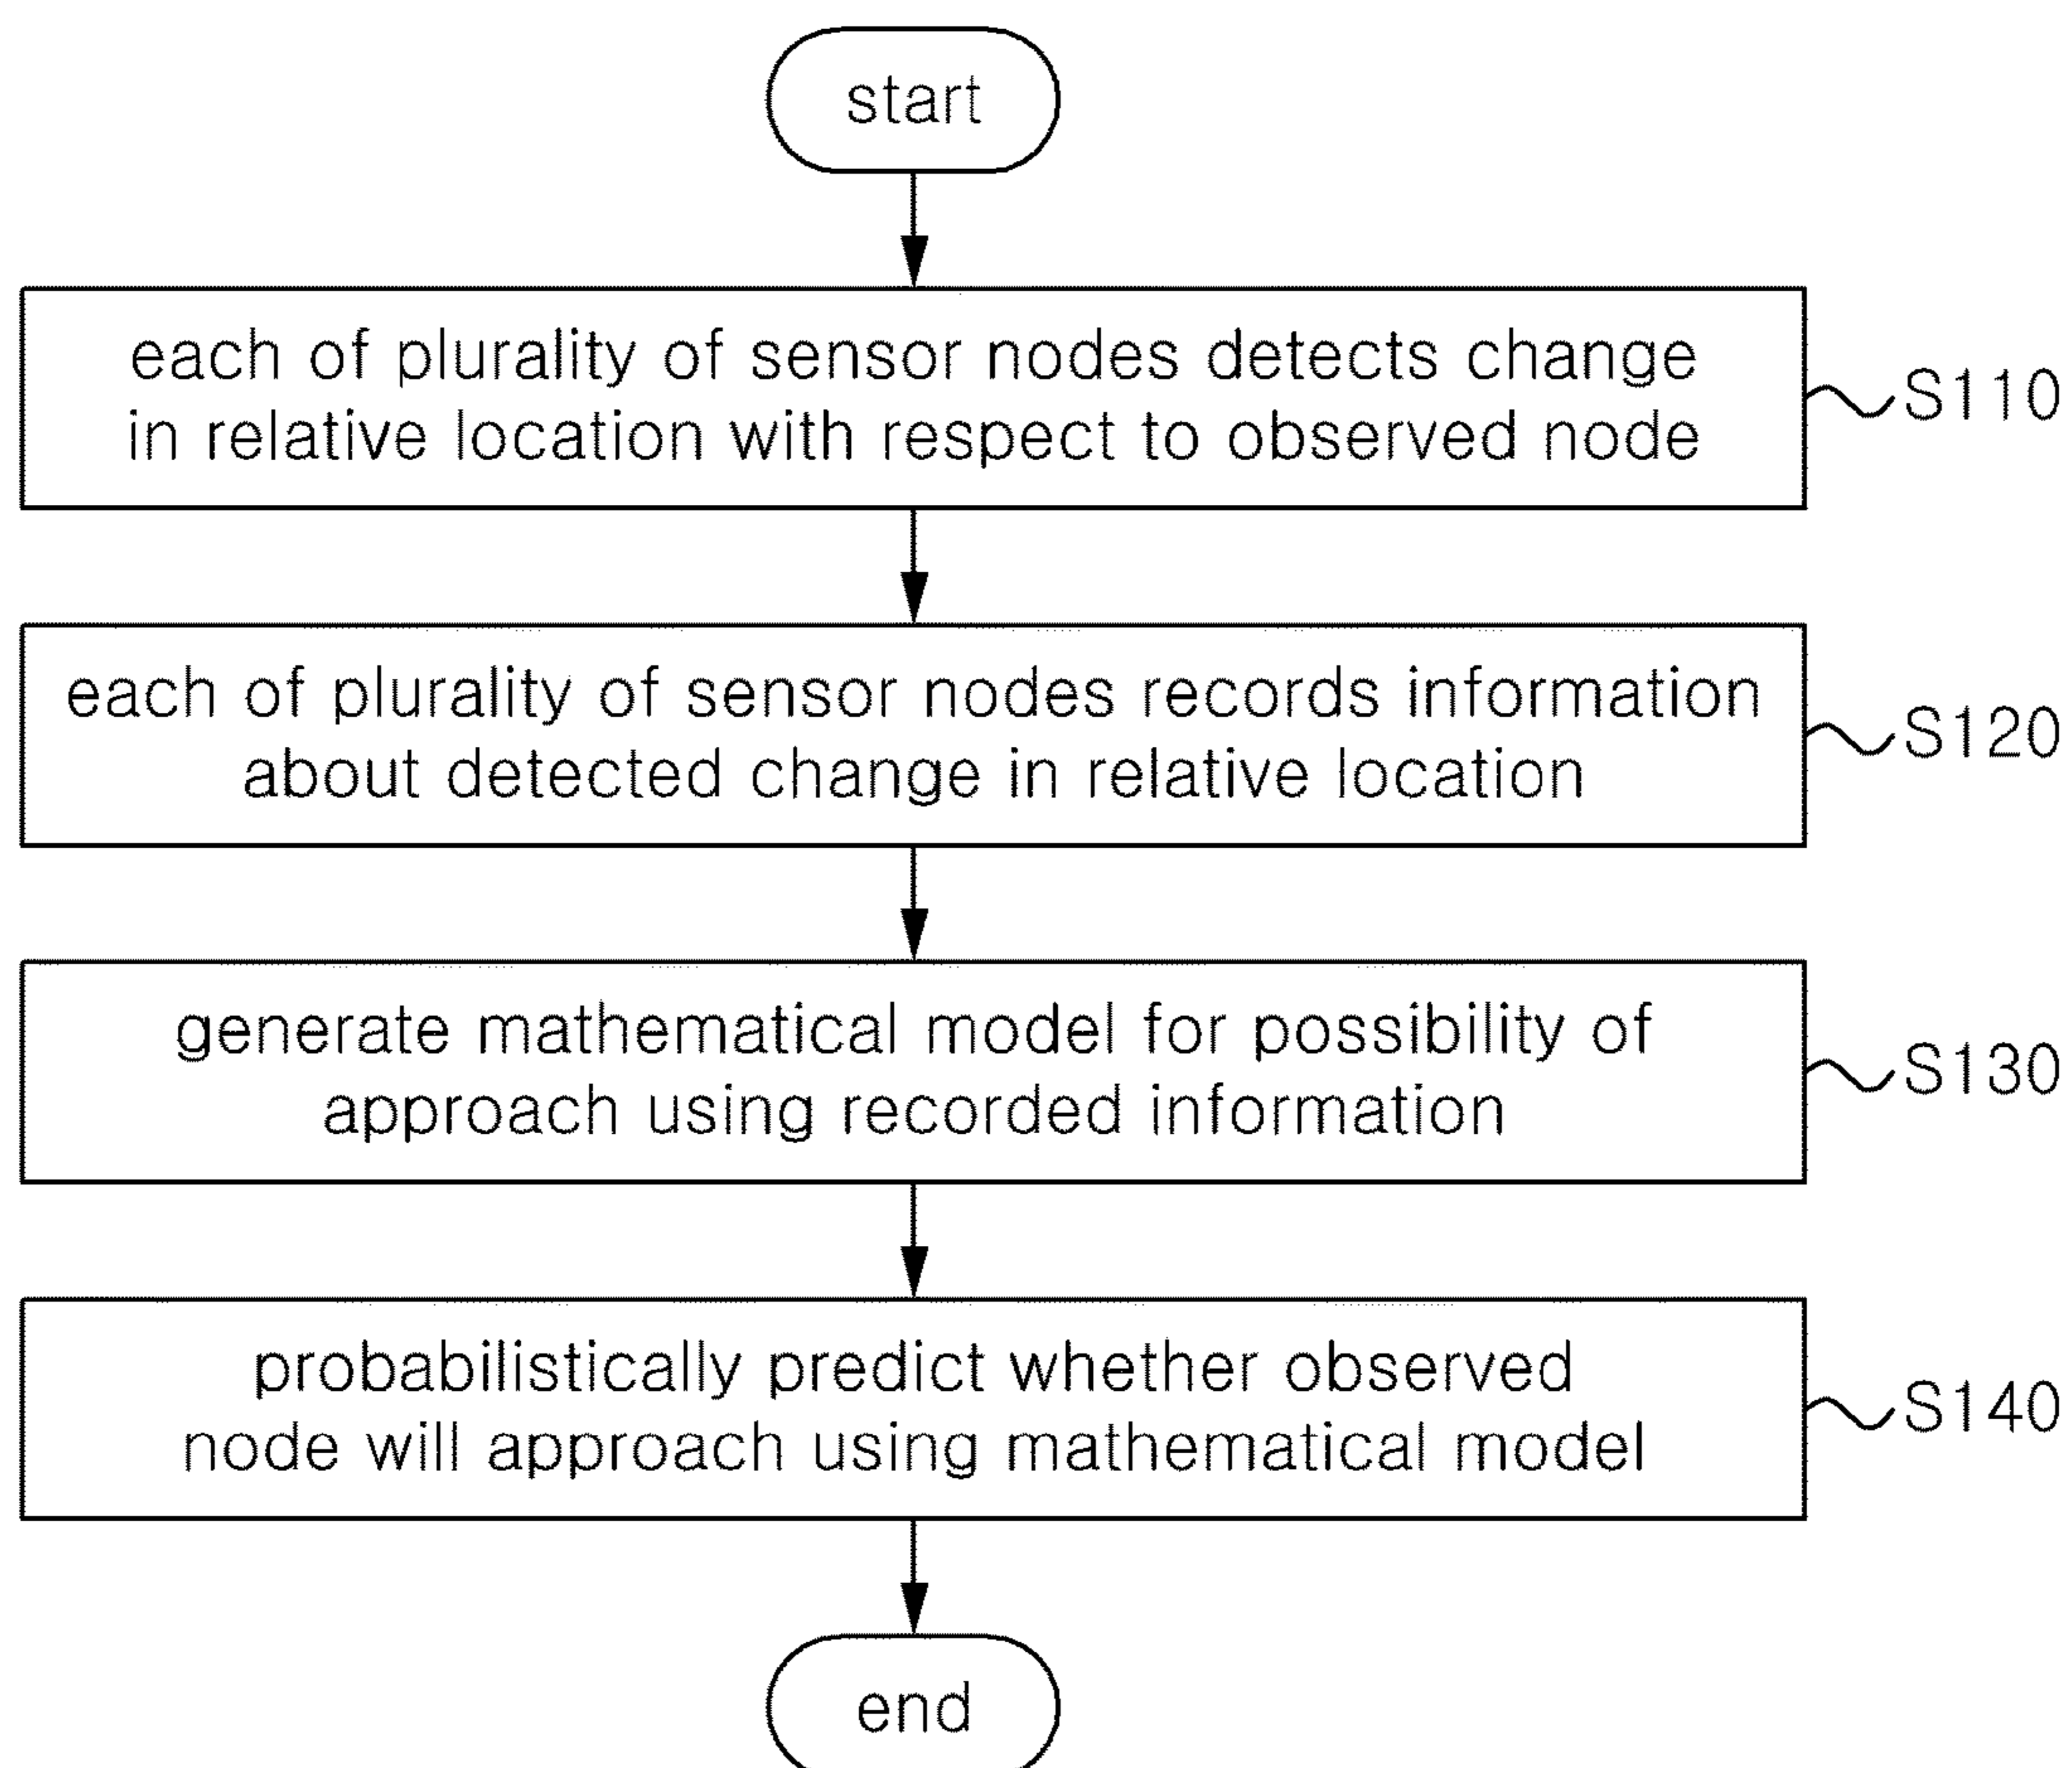 start
each of plurality of sensor nodes detects change
in relative location with respect to observed node
S110
each of plurality of sensor nodes records information
about detected change in relative location
S120
generate mathematical model for possibility of
approach using recorded information
S130
probabilistically predict whether observed
node will approach using mathematical model
S140
end